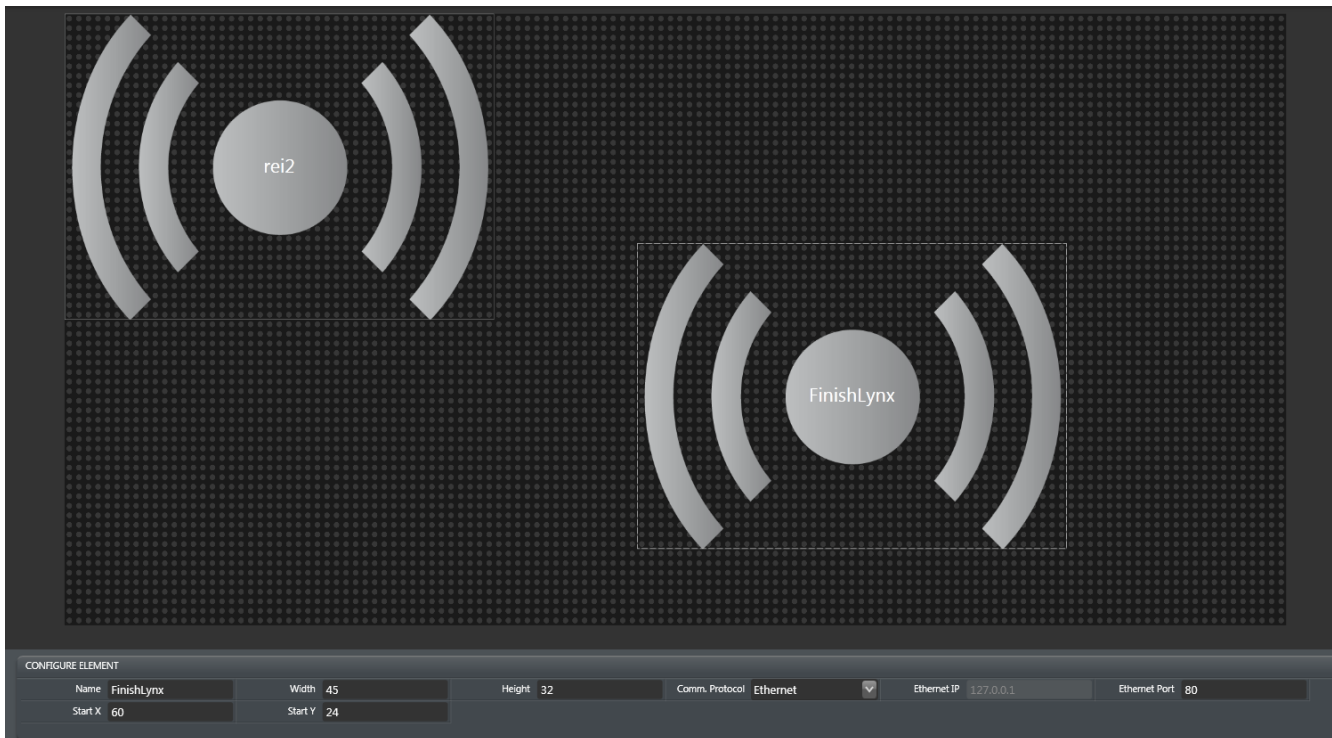 rei2
FinishLynx
CONFIGURE ELEMENT
Name FinishLynx Width 45 Height 32 Comm. Protocol Ethernet Ethernet IP 127.0.0.1 Ethernet Port 80
Start X 60 Start Y 24